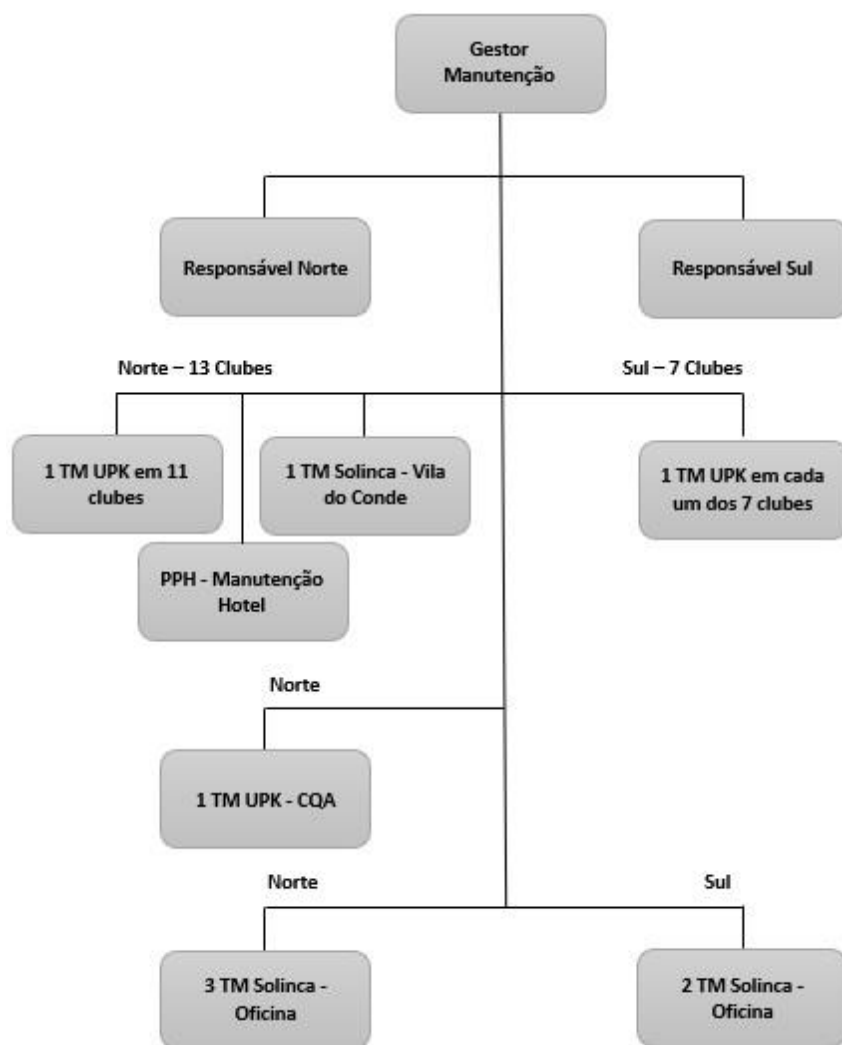 Gestor
Manutenção
Responsável Norte
Responsável Sul
Norte – 13 Clubes
Sul – 7 Clubes
1 TM UPK em 11
clubes
1 TM Solinca - Vila
do Conde
1 TM UPK em cada
um dos 7 clubes
PPH - Manutenção
Hotel
Norte
1 TM UPK - CQA
Norte
Sul
3 TM Solinca -
Oficina
2 TM Solinca -
Oficina